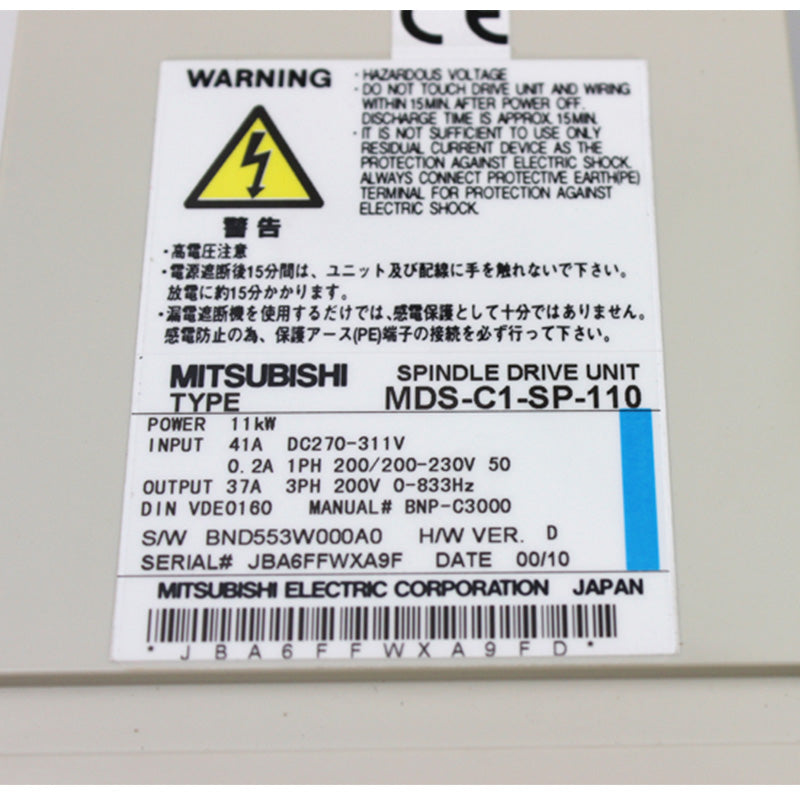 CE
WARNING
・HAZARDOUS VOLTAGE
・DO NOT TOUCH DRIVE UNIT AND WIRING
WITHIN 15MIN. AFTER POWER OFF.
DISCHARGE TIME IS APPROX. 15MIN.
・IT IS NOT SUFFICIENT TO USE ONLY
RESIDUAL CURRENT DEVICE AS THE
PROTECTION AGAINST ELECTRIC SHOCK.
ALWAYS CONNECT PROTECTIVE EARTH(PE)
TERMINAL FOR PROTECTION AGAINST
ELECTRIC SHOCK.
警告
・高電圧注意
・電源遮断後15分間は、ユニット及び配線に手を触れないで下さい。
放電に約15分かかります。
・漏電遮断機を使用するだけでは、感電保護として十分ではありません。
感電防止の為、保護アース(PE)端子の接続を必ず行って下さい。
MITSUBISHI SPINDLE DRIVE UNIT
TYPE MDS-C1-SP-110
POWER 11kW
INPUT 41A DC270-311V
0.2A 1PH 200/200-230V 50
OUTPUT 37A 3PH 200V 0-833Hz
DIN VDE0160 MANUAL# BNP-C3000
S/W BND553W000A0 H/W VER. D
SERIAL# JBA6FFWXA9F DATE 00/10
MITSUBISHI ELECTRIC CORPORATION JAPAN
*JBA6FFWXA9FD*